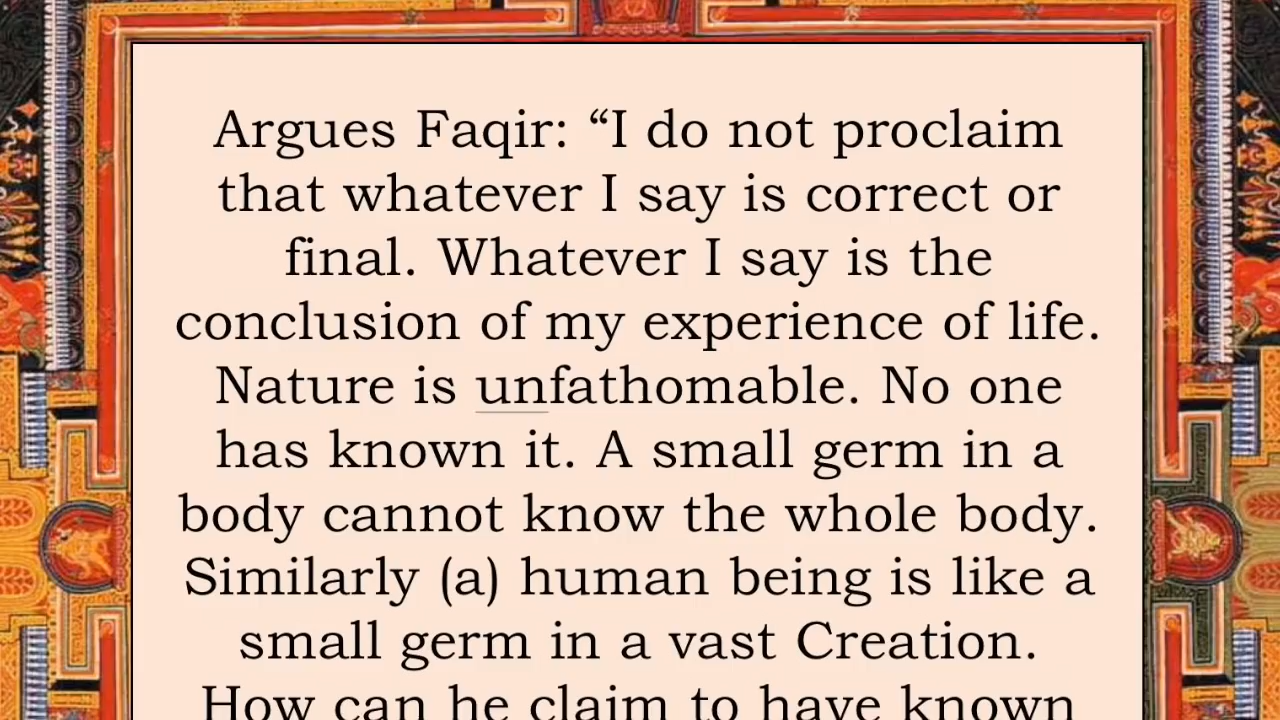 Argues Faqir: “I do not proclaim
that whatever I say is correct or
final. Whatever I say is the
conclusion of my experience of life.
Nature is unfathomable. No one
has known it. A small germ in a
body cannot know the whole body.
Similarly (a) human being is like a
small germ in a vast Creation.
How can he claim to have known